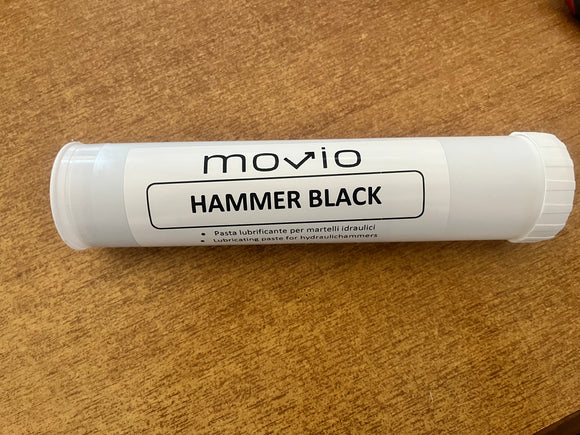 movio
HAMMER BLACK
• Pasta lubrificante per martelli idraulici
• Lubricating paste for hydraulichammers